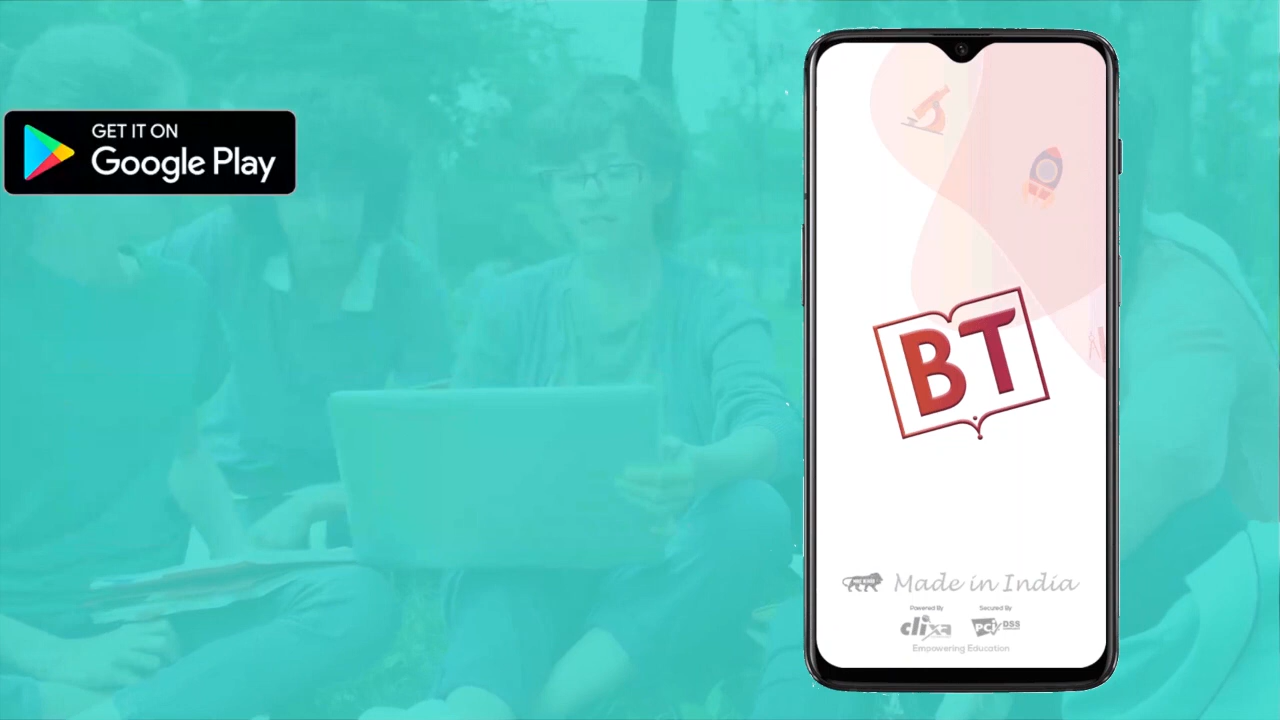 GET IT ON
Google Play
BT
Made in India
Powered By
Secured By
clixa
PCI DSS
Empowering Education